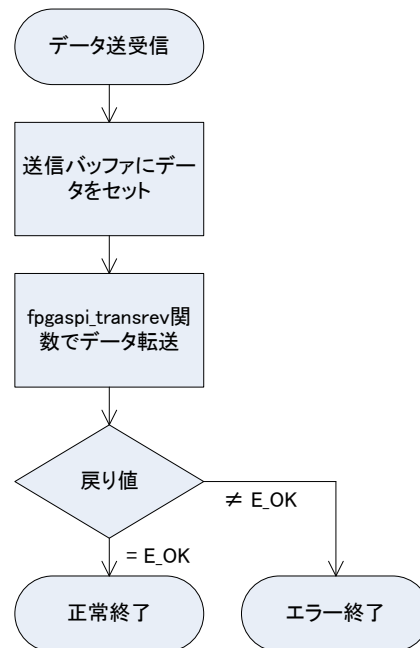 データ送受信
送信バッファにデー
タをセット
fpgaspi_transrev関
数でデータ転送
戻り値
≠ E_OK
= E_OK
正常終了
エラー終了